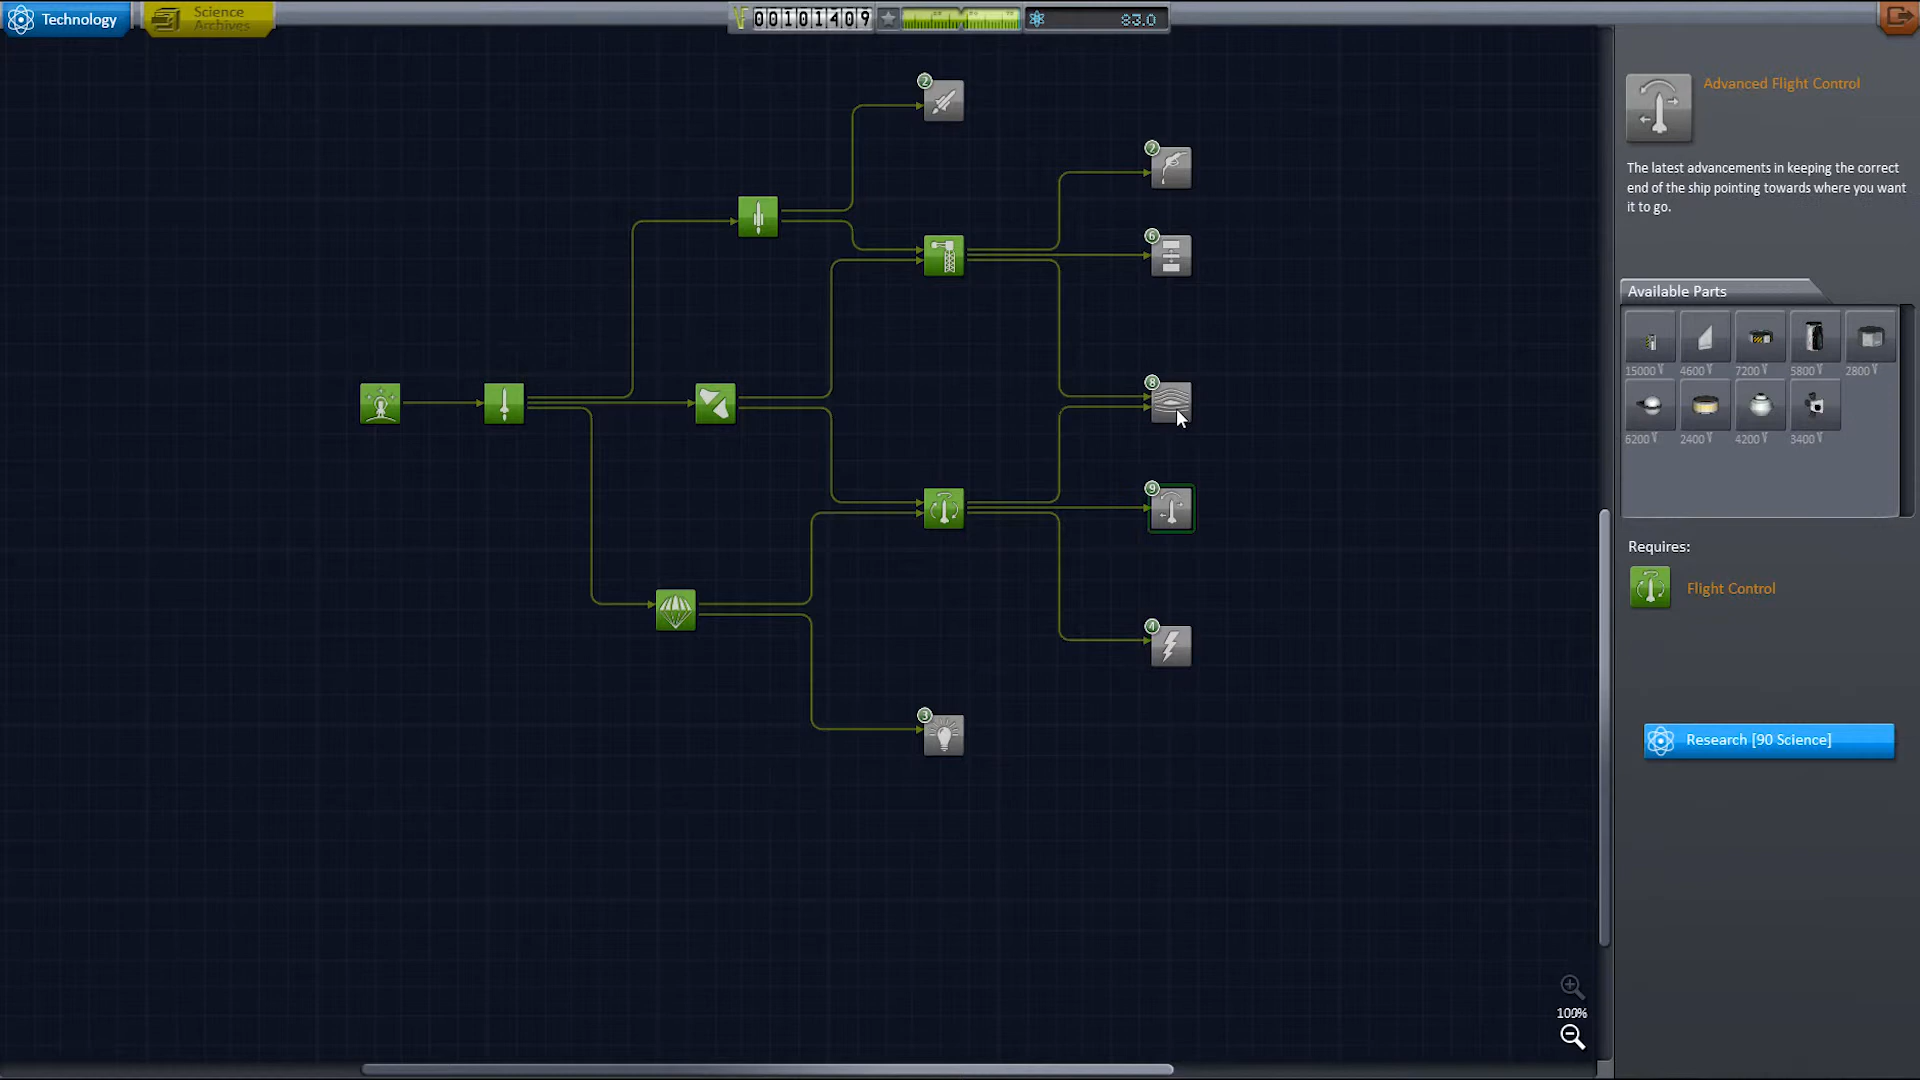 Technology
Science
Archives
00101409
83.0
2
2
6
8
9
4
3
Advanced Flight Control
The latest advancements in keeping the correct
end of the ship pointing towards where you want
it to go.
Available Parts
15000 4600 7200 5800 2800
6200 2400 4200 3400
Requires:
Flight Control
Research [90 Science]
100%